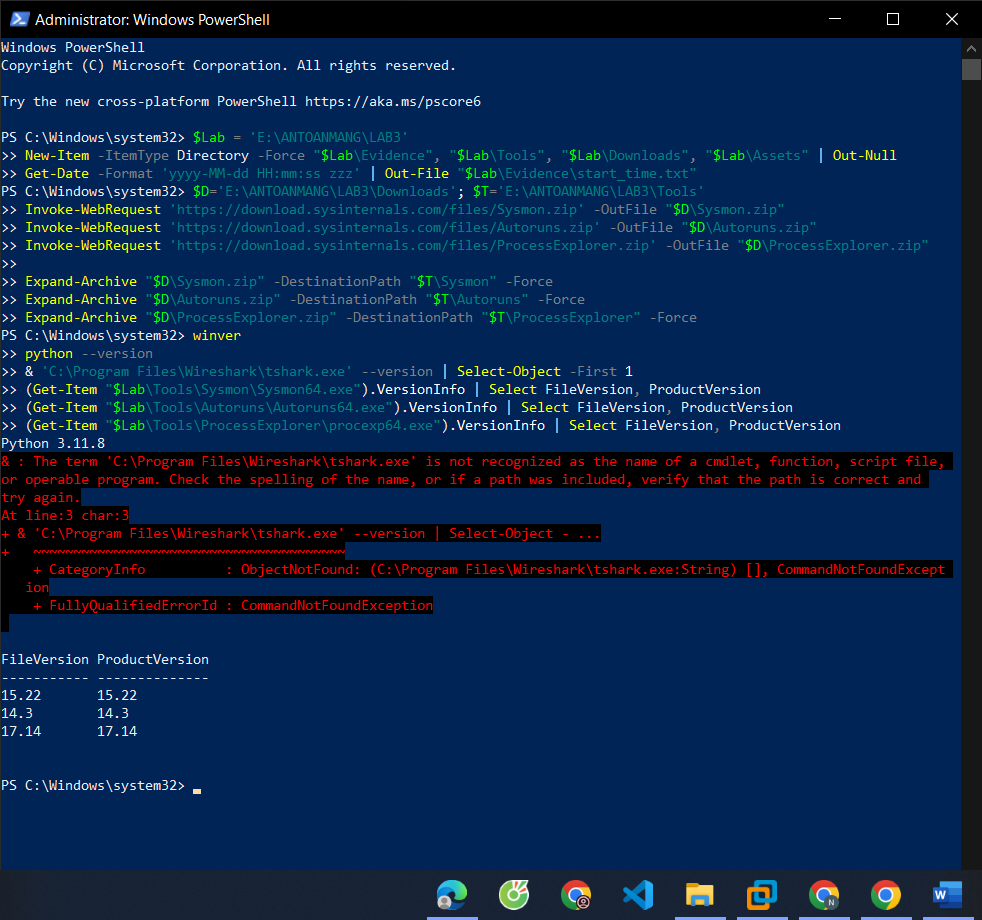 Administrator: Windows PowerShell
Windows PowerShell
Copyright (C) Microsoft Corporation. All rights reserved.
Try the new cross-platform PowerShell https://aka.ms/pscore6
PS C:\Windows\system32> $Lab = 'E:\ANTOANMANG\LAB3'
>> New-Item -ItemType Directory -Force "$Lab\Evidence", "$Lab\Tools", "$Lab\Downloads", "$Lab\Assets" | Out-Null
>> Get-Date -Format 'yyyy-MM-dd HH:mm:ss zzz' | Out-File "$Lab\Evidence\start_time.txt"
PS C:\Windows\system32> $D='E:\ANTOANMANG\LAB3\Downloads'; $T='E:\ANTOANMANG\LAB3\Tools'
>> Invoke-WebRequest 'https://download.sysinternals.com/files/Sysmon.zip' -OutFile "$D\Sysmon.zip"
>> Invoke-WebRequest 'https://download.sysinternals.com/files/Autoruns.zip' -OutFile "$D\Autoruns.zip"
>> Invoke-WebRequest 'https://download.sysinternals.com/files/ProcessExplorer.zip' -OutFile "$D\ProcessExplorer.zip"
>>
>> Expand-Archive "$D\Sysmon.zip" -DestinationPath "$T\Sysmon" -Force
>> Expand-Archive "$D\Autoruns.zip" -DestinationPath "$T\Autoruns" -Force
>> Expand-Archive "$D\ProcessExplorer.zip" -DestinationPath "$T\ProcessExplorer" -Force
PS C:\Windows\system32> winver
>> python --version
>> & 'C:\Program Files\Wireshark\tshark.exe' --version | Select-Object -First 1
>> (Get-Item "$Lab\Tools\Sysmon\Sysmon64.exe").VersionInfo | Select FileVersion, ProductVersion
>> (Get-Item "$Lab\Tools\Autoruns\Autoruns64.exe").VersionInfo | Select FileVersion, ProductVersion
>> (Get-Item "$Lab\Tools\ProcessExplorer\procexp64.exe").VersionInfo | Select FileVersion, ProductVersion
Python 3.11.8
& : The term 'C:\Program Files\Wireshark\tshark.exe' is not recognized as the name of a cmdlet, function, script file,
or operable program. Check the spelling of the name, or if a path was included, verify that the path is correct and
try again.
At line:3 char:3
+ & 'C:\Program Files\Wireshark\tshark.exe' --version | Select-Object - ...
+   ~~~~~~~~~~~~~~~~~~~~~~~~~~~~~~~~~~~~~~~
    + CategoryInfo          : ObjectNotFound: (C:\Program Files\Wireshark\tshark.exe:String) [], CommandNotFoundExcept
   ion
    + FullyQualifiedErrorId : CommandNotFoundException
FileVersion ProductVersion
----------- --------------
15.22       15.22
14.3        14.3
17.14       17.14
PS C:\Windows\system32>
N
W